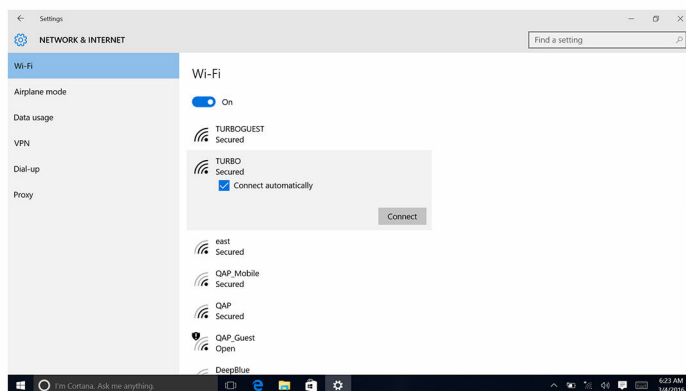 Settings
NETWORK & INTERNET
Find a setting
Wi-Fi
Airplane mode
Data usage
VPN
Dial-up
Proxy
Wi-Fi
On
TURBOGUEST
Secured
TURBO
Secured
Connect automatically
Connect
east
Secured
QAP_Mobile
Secured
QAP
Secured
QAP_Guest
Open
DeepBlue
I'm Cortana. Ask me anything.
6:23 AM
3/4/2016